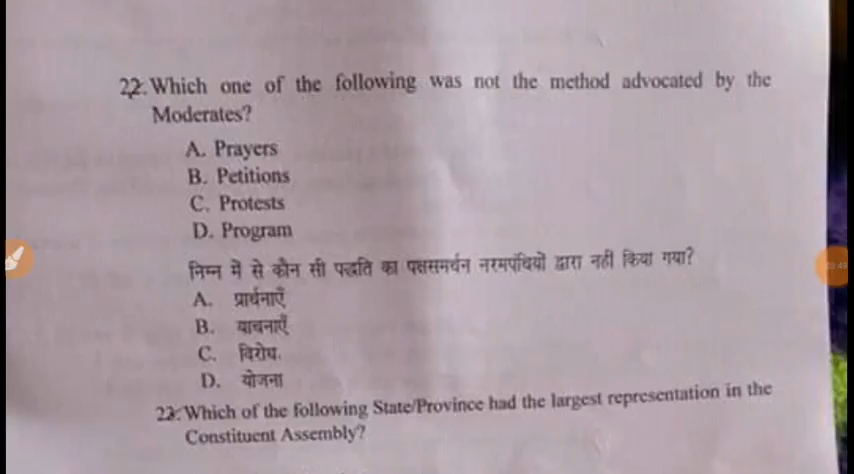 22. Which one of the following was not the method advocated by the
Moderates?
A. Prayers
B. Petitions
C. Protests
D. Program
निम्न में से कौन सी पद्धति का पक्षसमर्थन नरमपंथियों द्वारा नहीं किया गया?
A. प्रार्थनाएँ
B. याचनाएँ
C. विरोध.
D. योजना
23. Which of the following State/Province had the largest representation in the
Constituent Assembly?